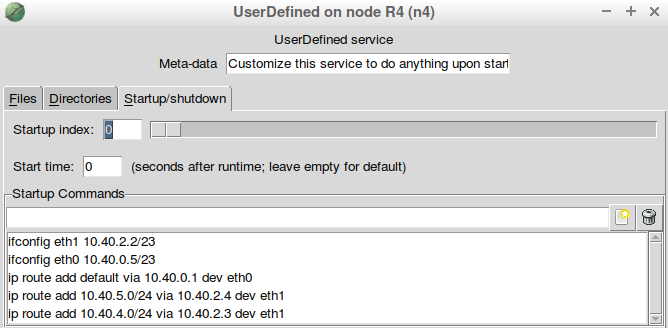 UserDefined on node R4 (n4)
UserDefined service
Meta-data Customize this service to do anything upon start
Files Directories Startup/shutdown
Startup index: 0
Start time: 0 (seconds after runtime; leave empty for default)
Startup Commands
ifconfig eth1 10.40.2.2/23
ifconfig eth0 10.40.0.5/23
ip route add default via 10.40.0.1 dev eth0
ip route add 10.40.5.0/24 via 10.40.2.4 dev eth1
ip route add 10.40.4.0/24 via 10.40.2.3 dev eth1